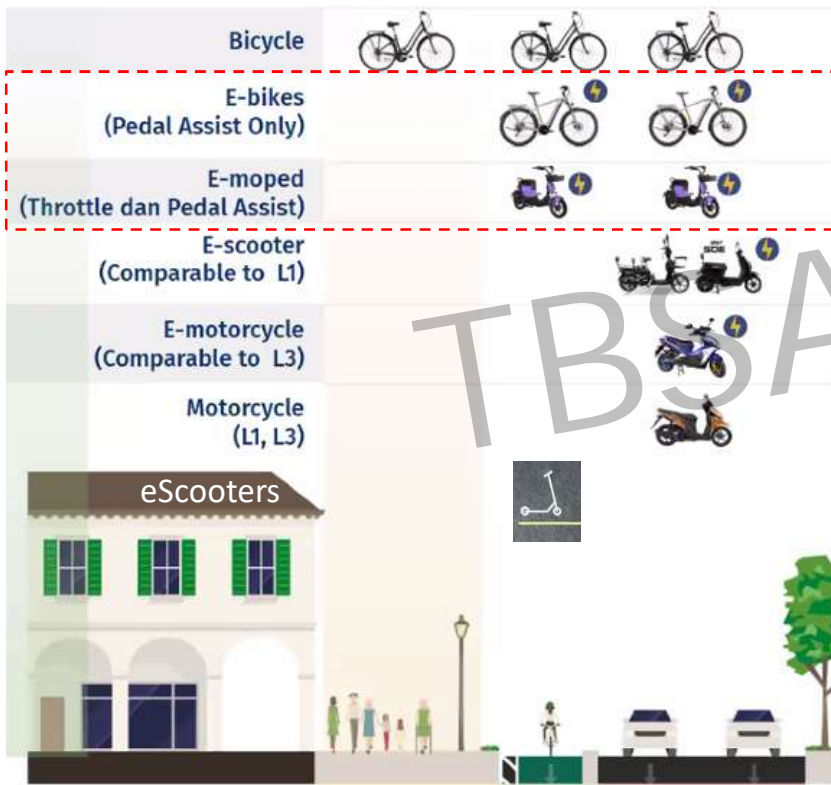 Bicycle
E-bikes
(Pedal Assist Only)
E-moped
(Throttle dan Pedal Assist)
E-scooter
(Comparable to L1)
SDE
E-motorcycle
(Comparable to L3)
Motorcycle
(L1, L3)
TBSA
eScooters